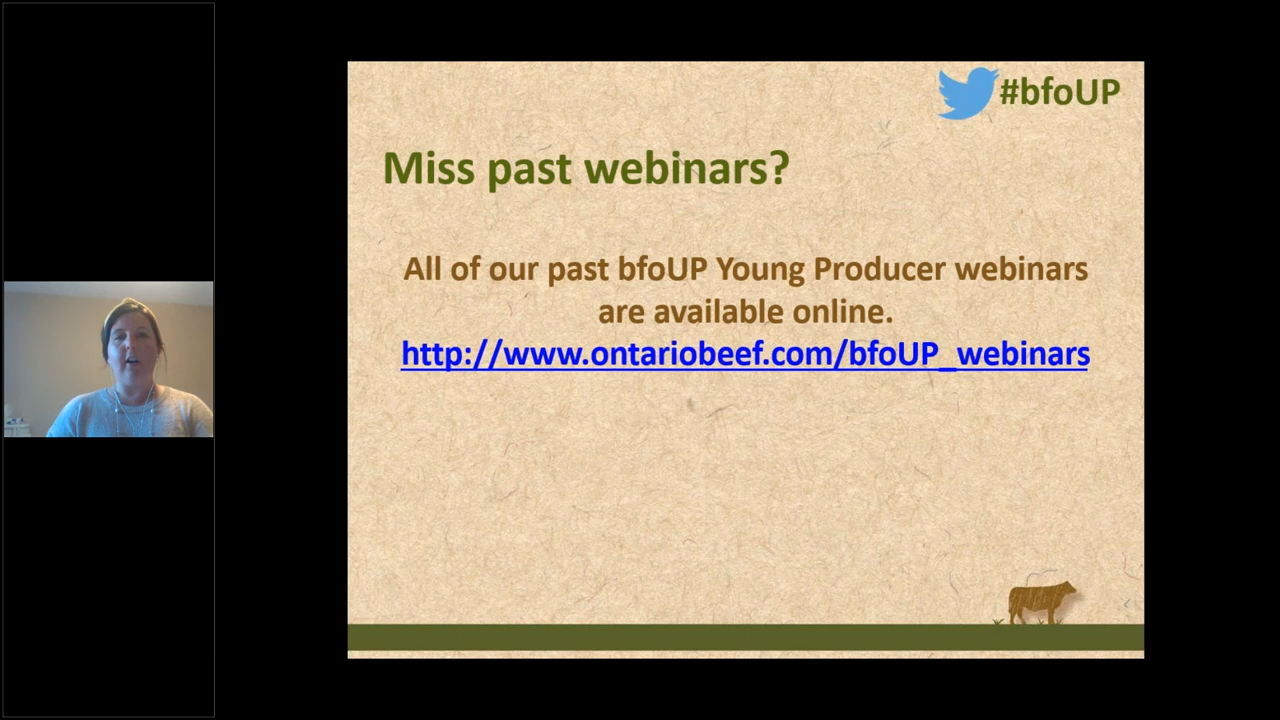 #bfoUP
Miss past webinars?
All of our past bfoUP Young Producer webinars
are available online.
http://www.ontariobeef.com/bfoUP_webinars